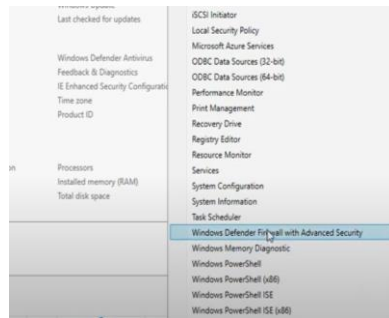 Windows Update
Last checked for updates
Windows Defender Antivirus
Feedback & Diagnostics
IE Enhanced Security Configuratio
Time zone
Product ID
on
Processors
Installed memory (RAM)
Total disk space
iSCSI Initiator
Local Security Policy
Microsoft Azure Services
ODBC Data Sources (32-bit)
ODBC Data Sources (64-bit)
Performance Monitor
Print Management
Recovery Drive
Registry Editor
Resource Monitor
Services
System Configuration
System Information
Task Scheduler
Windows Defender Firewall with Advanced Security
Windows Memory Diagnostic
Windows PowerShell
Windows PowerShell (x86)
Windows PowerShell ISE
Windows PowerShell ISE (x86)